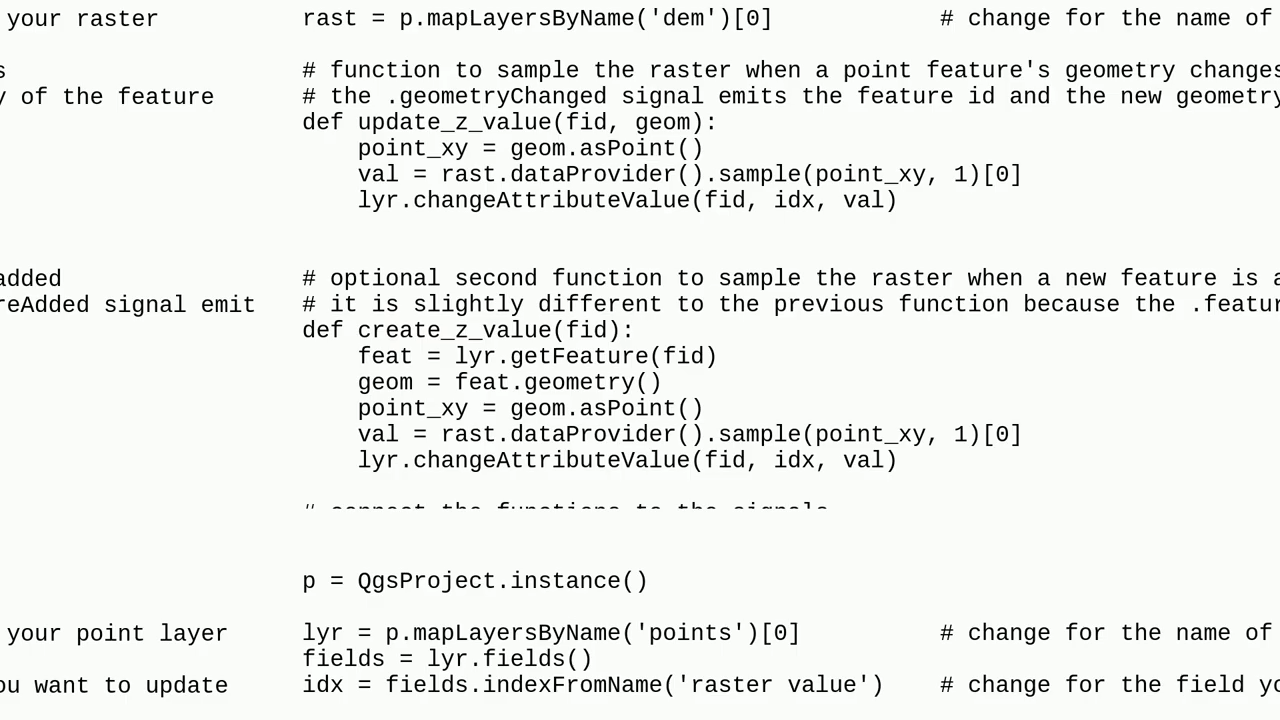 your raster rast = p.mapLayersByName('dem')[0] # change for the name of
s # function to sample the raster when a point feature's geometry changes
y of the feature # the .geometryChanged signal emits the feature id and the new geometry
def update_z_value(fid, geom):
point_xy = geom.asPoint()
val = rast.dataProvider().sample(point_xy, 1)[0]
lyr.changeAttributeValue(fid, idx, val)
added # optional second function to sample the raster when a new feature is a
reAdded signal emit # it is slightly different to the previous function because the .featur
def create_z_value(fid):
feat = lyr.getFeature(fid)
geom = feat.geometry()
point_xy = geom.asPoint()
val = rast.dataProvider().sample(point_xy, 1)[0]
lyr.changeAttributeValue(fid, idx, val)
# connect the functions to the signals
p = QgsProject.instance()
your point layer lyr = p.mapLayersByName('points')[0] # change for the name of
fields = lyr.fields()
ou want to update idx = fields.indexFromName('raster value') # change for the field yo